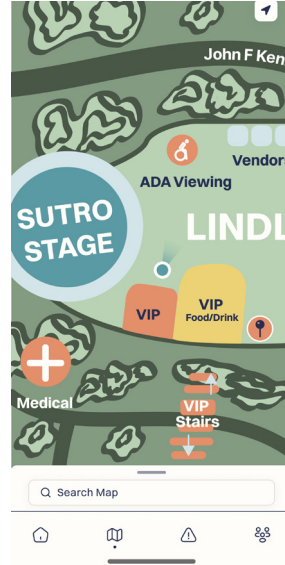 John F Ken
Vendor
ADA Viewing
SUTRO
STAGE
LINDL
VIP
VIP
Food/Drink
Medical
VIP
Stairs
Search Map